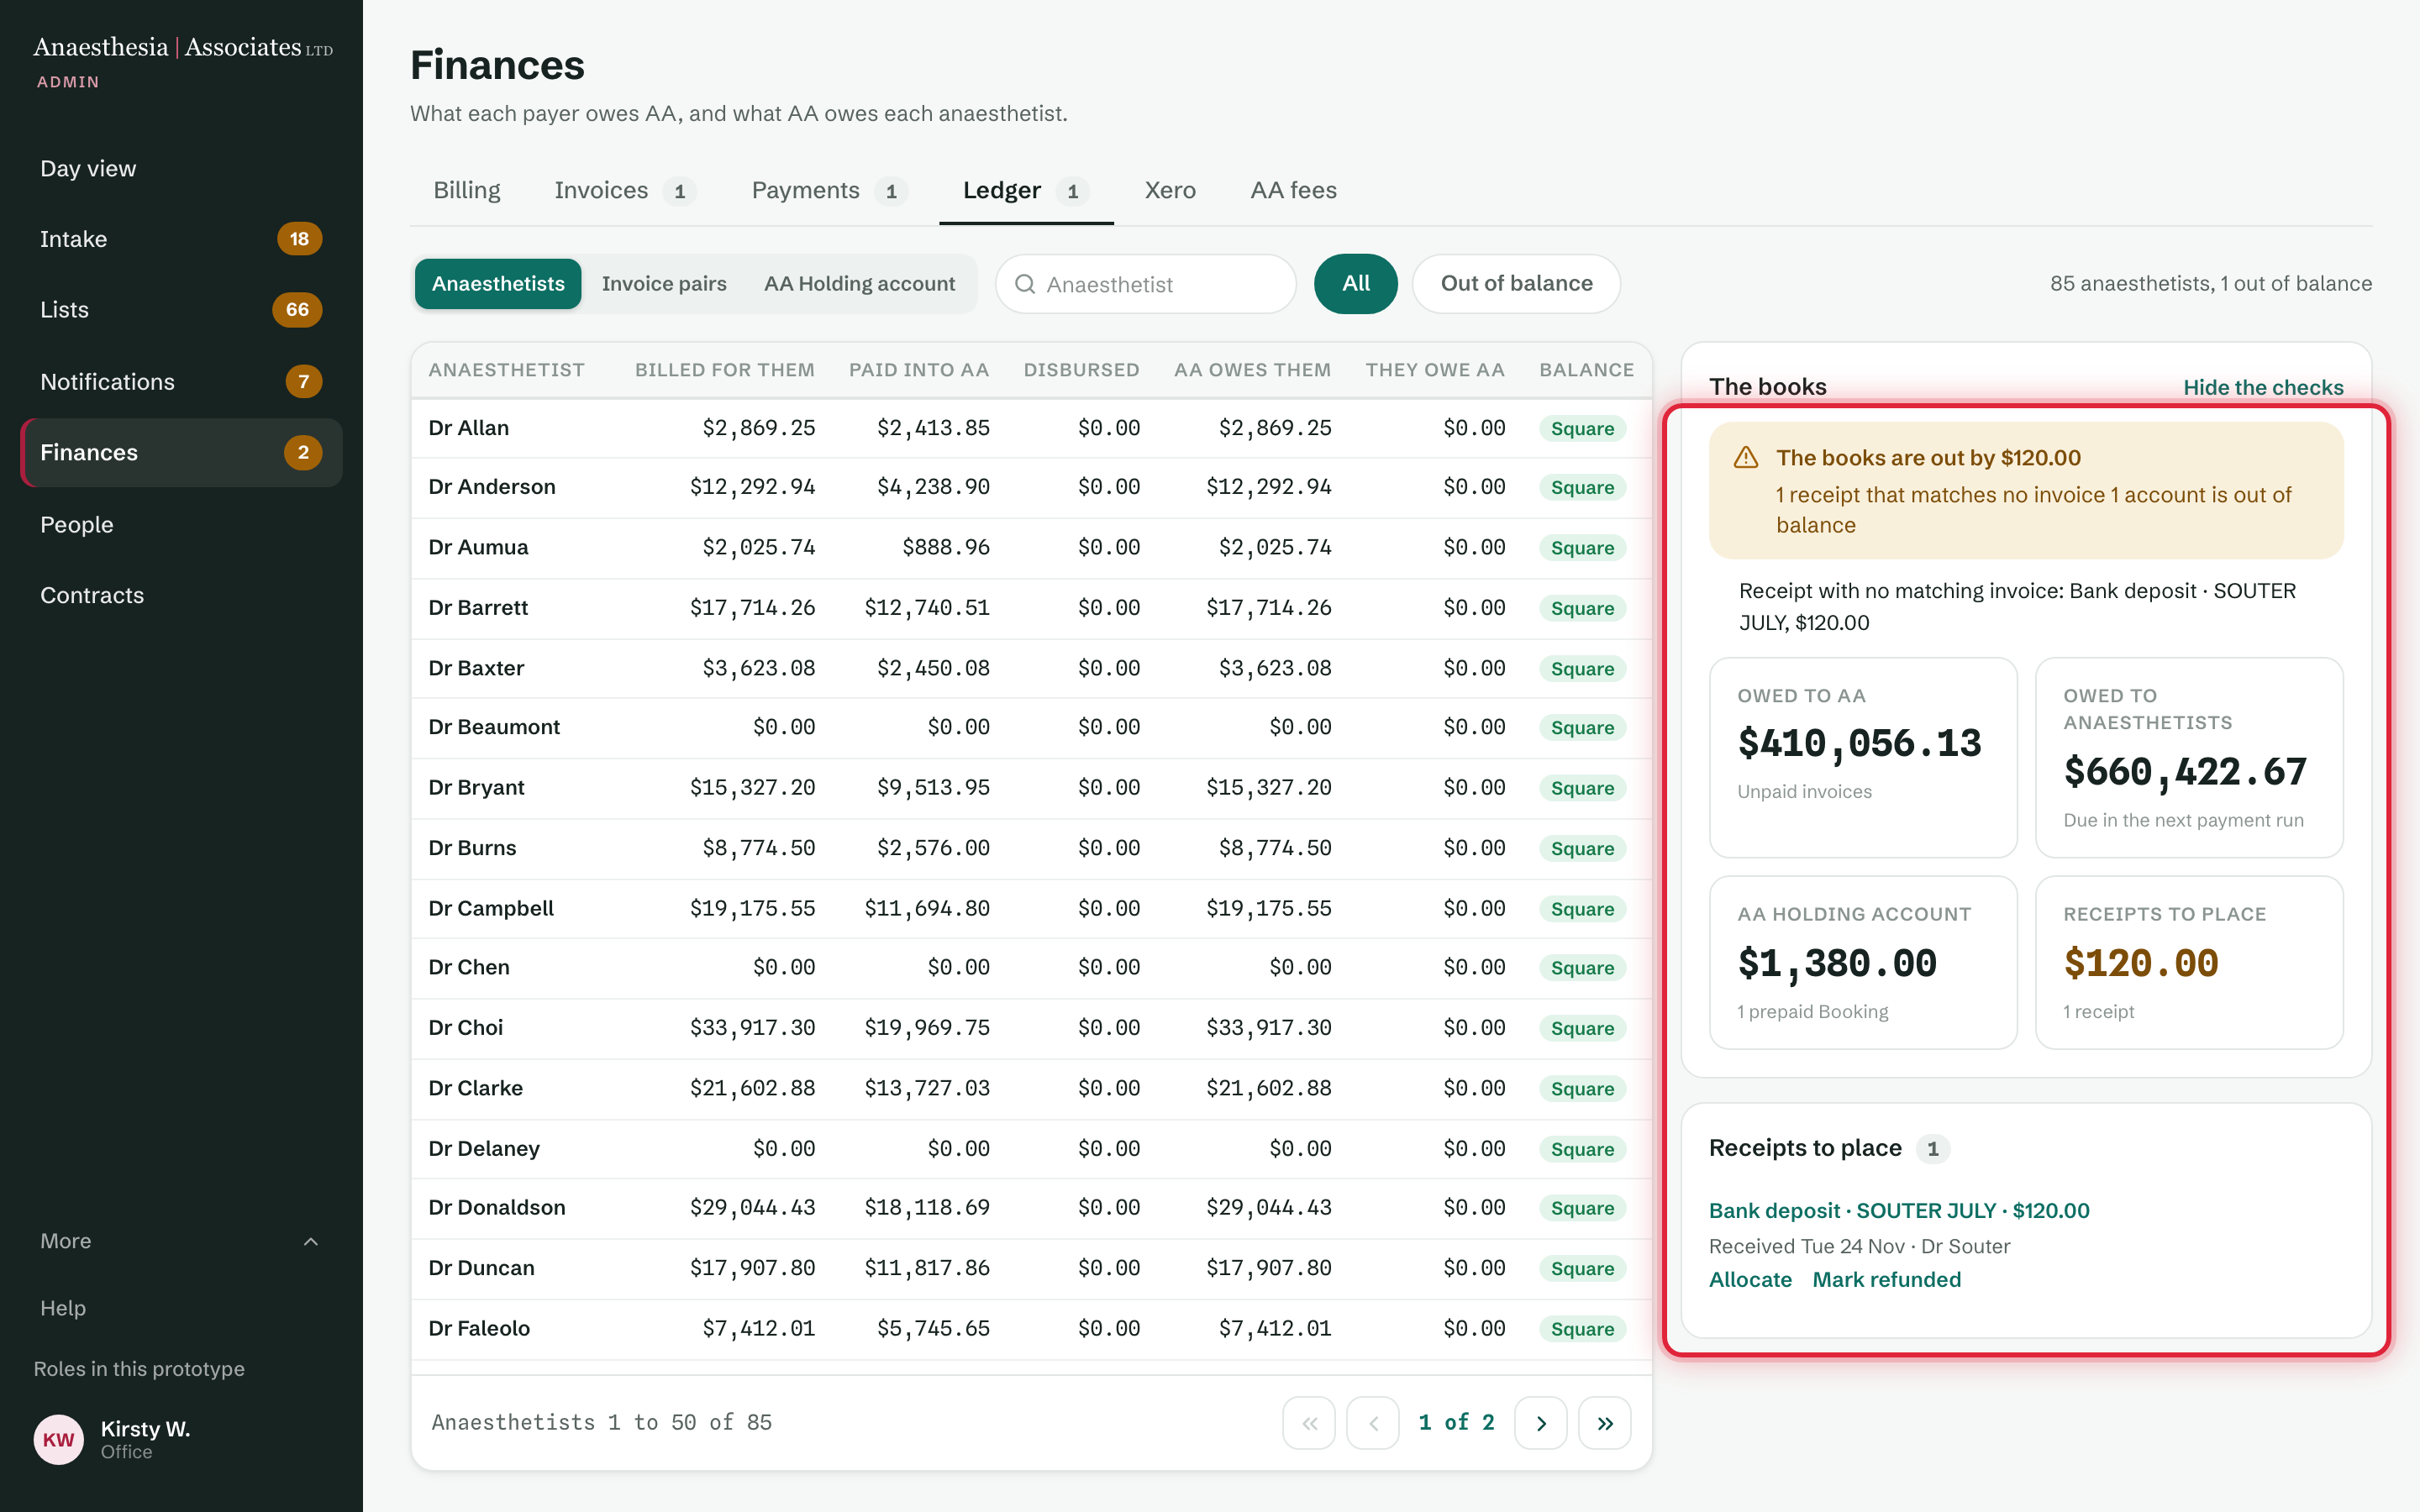 Anaesthesia | Associates LTD
ADMIN
Day view
Intake 18
Lists 66
Notifications 7
Finances 2
People
Contracts
More
Help
Roles in this prototype
KW
Kirsty W.
Office
Finances
What each payer owes AA, and what AA owes each anaesthetist.
Billing Invoices 1 Payments 1 Ledger 1 Xero AA fees
Anaesthetists Invoice pairs AA Holding account Anaesthetist All Out of balance 85 anaesthetists, 1 out of balance
ANAESTHETIST BILLED FOR THEM PAID INTO AA DISBURSED AA OWES THEM THEY OWE AA BALANCE
Dr Allan $2,869.25 $2,413.85 $0.00 $2,869.25 $0.00 Square
Dr Anderson $12,292.94 $4,238.90 $0.00 $12,292.94 $0.00 Square
Dr Aumua $2,025.74 $888.96 $0.00 $2,025.74 $0.00 Square
Dr Barrett $17,714.26 $12,740.51 $0.00 $17,714.26 $0.00 Square
Dr Baxter $3,623.08 $2,450.08 $0.00 $3,623.08 $0.00 Square
Dr Beaumont $0.00 $0.00 $0.00 $0.00 $0.00 Square
Dr Bryant $15,327.20 $9,513.95 $0.00 $15,327.20 $0.00 Square
Dr Burns $8,774.50 $2,576.00 $0.00 $8,774.50 $0.00 Square
Dr Campbell $19,175.55 $11,694.80 $0.00 $19,175.55 $0.00 Square
Dr Chen $0.00 $0.00 $0.00 $0.00 $0.00 Square
Dr Choi $33,917.30 $19,969.75 $0.00 $33,917.30 $0.00 Square
Dr Clarke $21,602.88 $13,727.03 $0.00 $21,602.88 $0.00 Square
Dr Delaney $0.00 $0.00 $0.00 $0.00 $0.00 Square
Dr Donaldson $29,044.43 $18,118.69 $0.00 $29,044.43 $0.00 Square
Dr Duncan $17,907.80 $11,817.86 $0.00 $17,907.80 $0.00 Square
Dr Faleolo $7,412.01 $5,745.65 $0.00 $7,412.01 $0.00 Square
Anaesthetists 1 to 50 of 85 « ‹ 1 of 2 › »
The books Hide the checks
The books are out by $120.00
1 receipt that matches no invoice 1 account is out of
balance
Receipt with no matching invoice: Bank deposit · SOUTER
JULY, $120.00
OWED TO AA
$410,056.13
Unpaid invoices
OWED TO
ANAESTHETISTS
$660,422.67
Due in the next payment run
AA HOLDING ACCOUNT
$1,380.00
1 prepaid Booking
RECEIPTS TO PLACE
$120.00
1 receipt
Receipts to place 1
Bank deposit · SOUTER JULY · $120.00
Received Tue 24 Nov · Dr Souter
Allocate Mark refunded